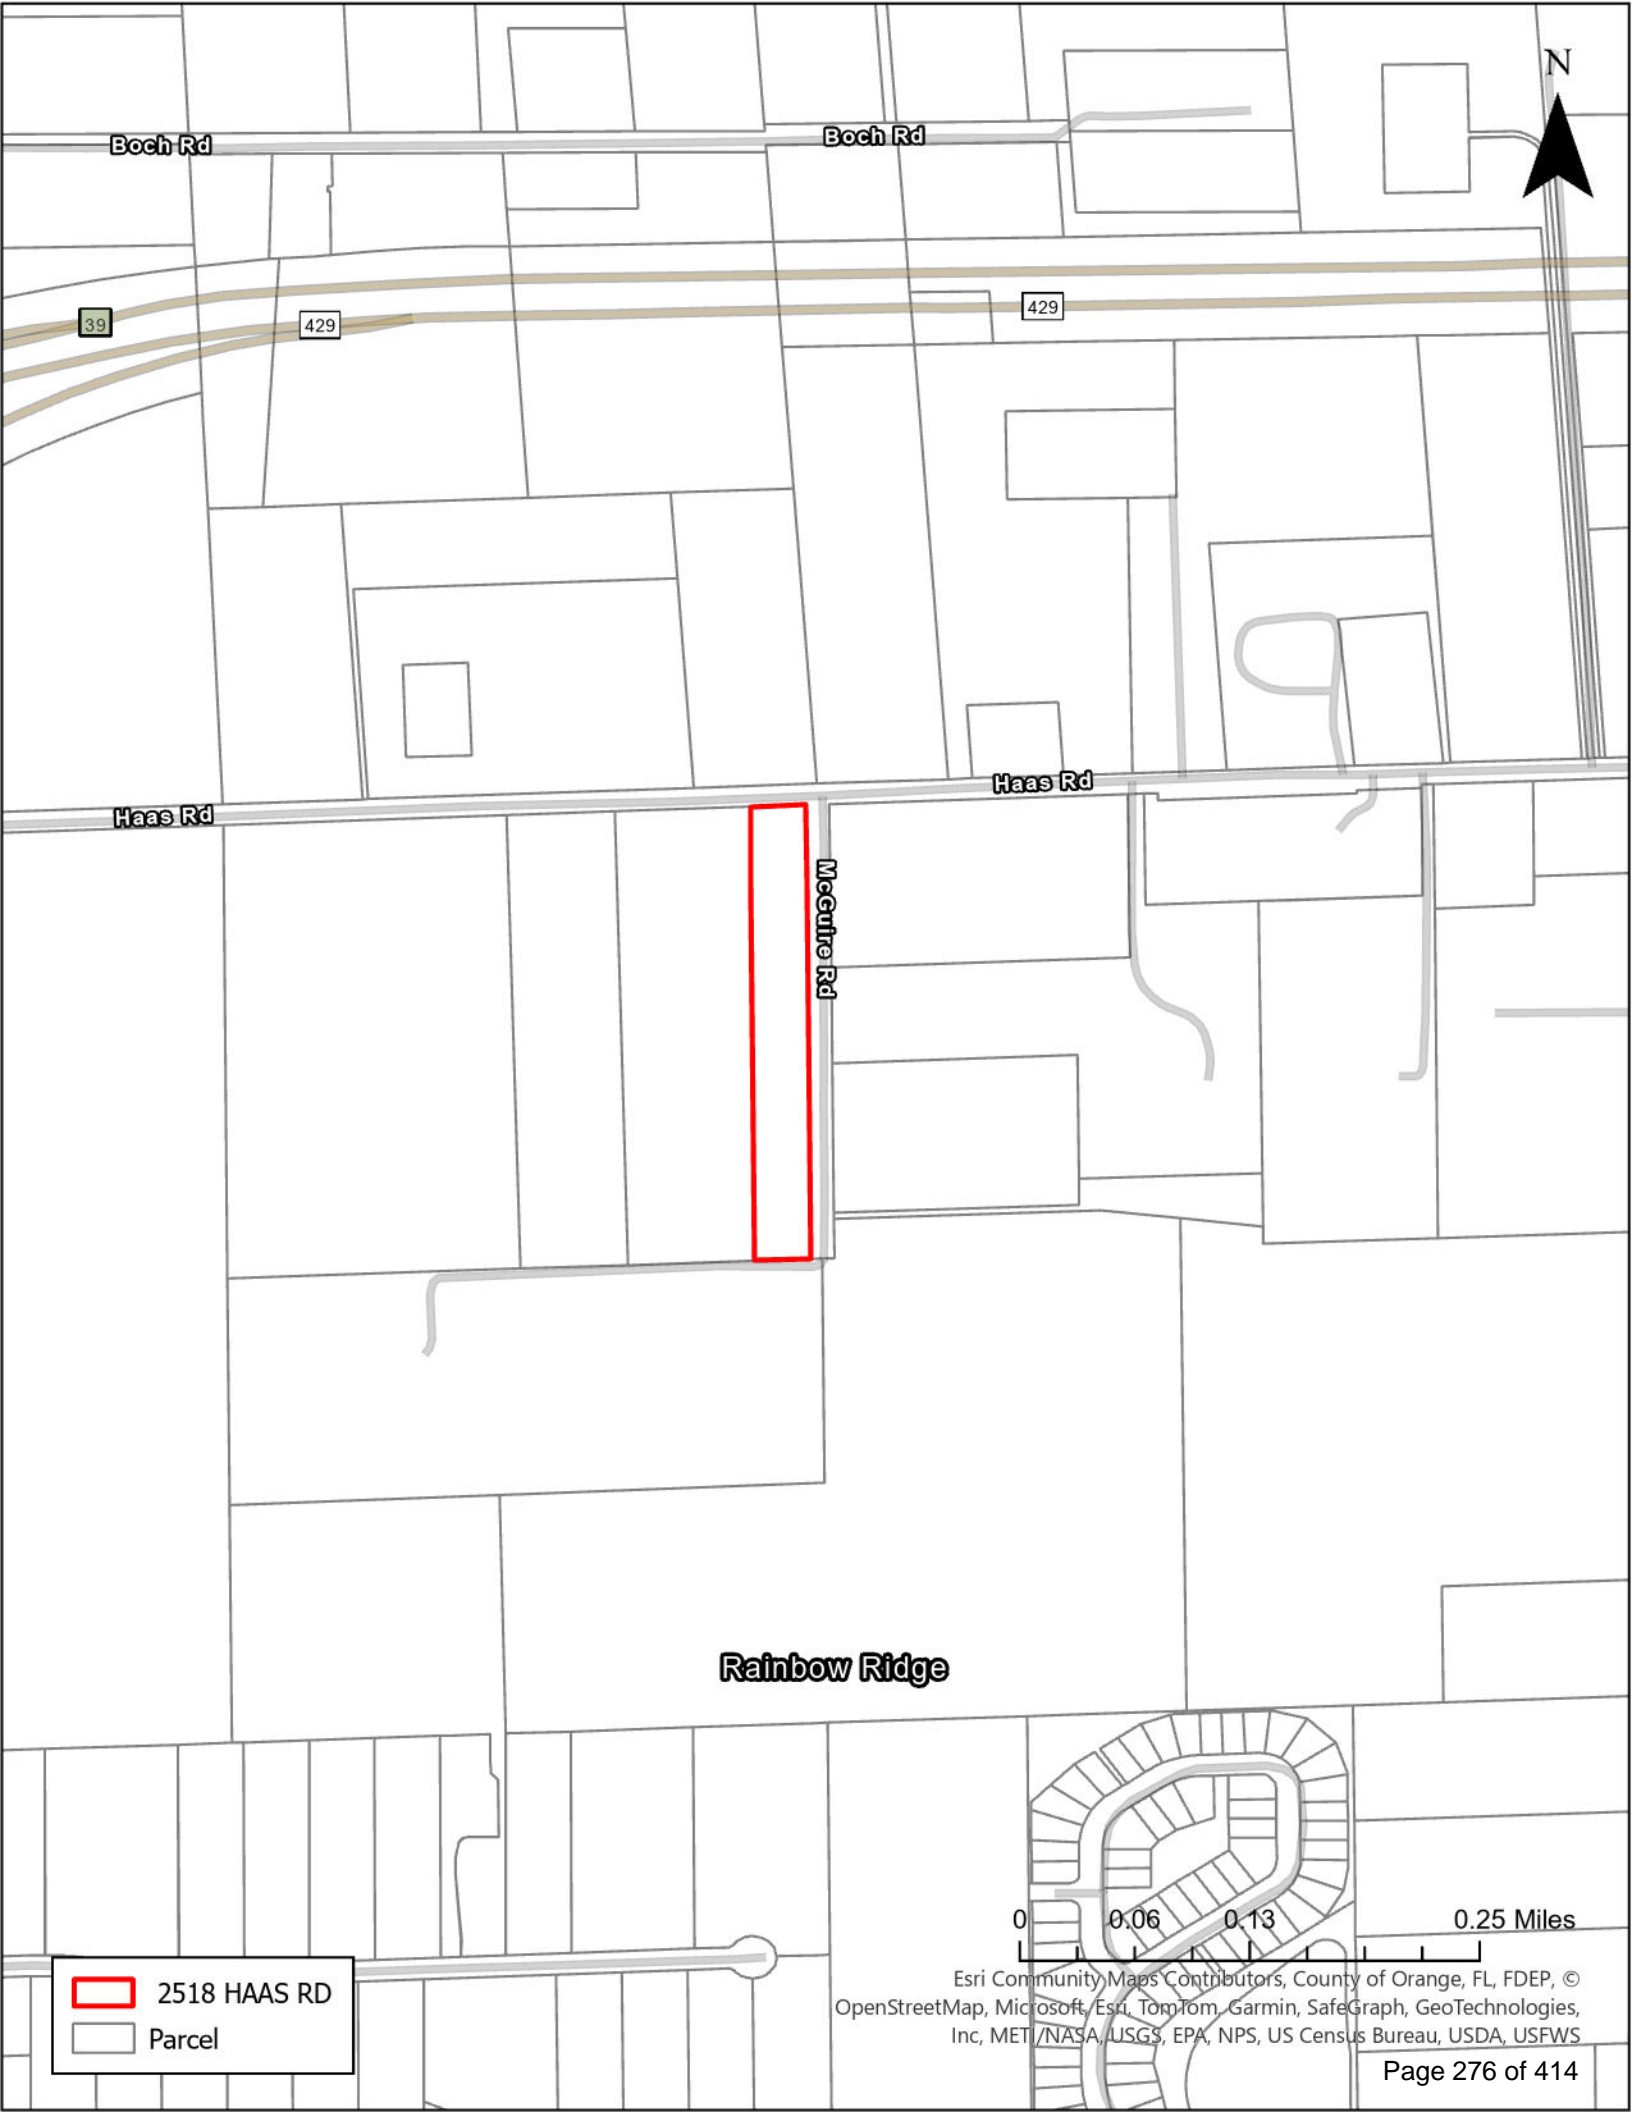 N
Boch Rd
Boch Rd
39
429
429
Haas Rd
Haas Rd
McGuire Rd
Rainbow Ridge
0 0.06 0.13 0.25 Miles
2518 HAAS RD
Parcel
Esri Community Maps Contributors, County of Orange, FL, FDEP, ©
OpenStreetMap, Microsoft, Esri, TomTom, Garmin, SafeGraph, GeoTechnologies,
Inc, METI/NASA, USGS, EPA, NPS, US Census Bureau, USDA, USFWS
Page 276 of 414